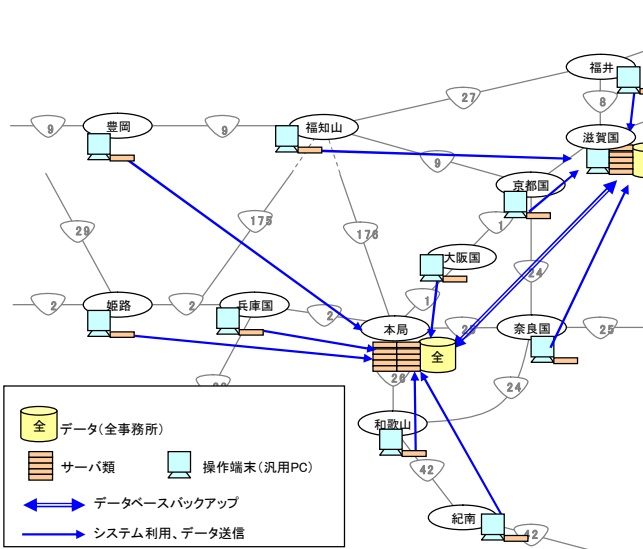 福井
27
8
9
豊岡
9
福知山
滋賀国
9
京都国
175
176
1
29
大阪国
24
2
姫路
2
兵庫国
2
1
本局
25
奈良国
25
全
26
24
和歌山
42
紀南
42
全
データ(全事務所)
サーバ類
操作端末(汎用PC)
データベースバックアップ
システム利用、データ送信